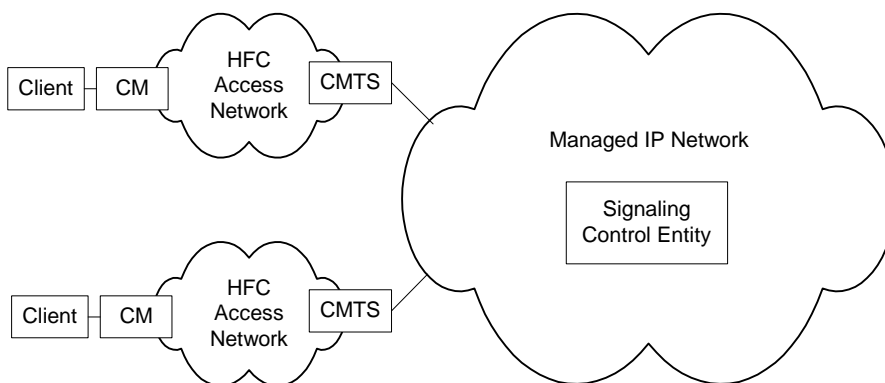 HFC
Access
Network
Client
CM
CMTS
Managed IP Network
Signaling
Control Entity
HFC
Access
Network
Client
CM
CMTS